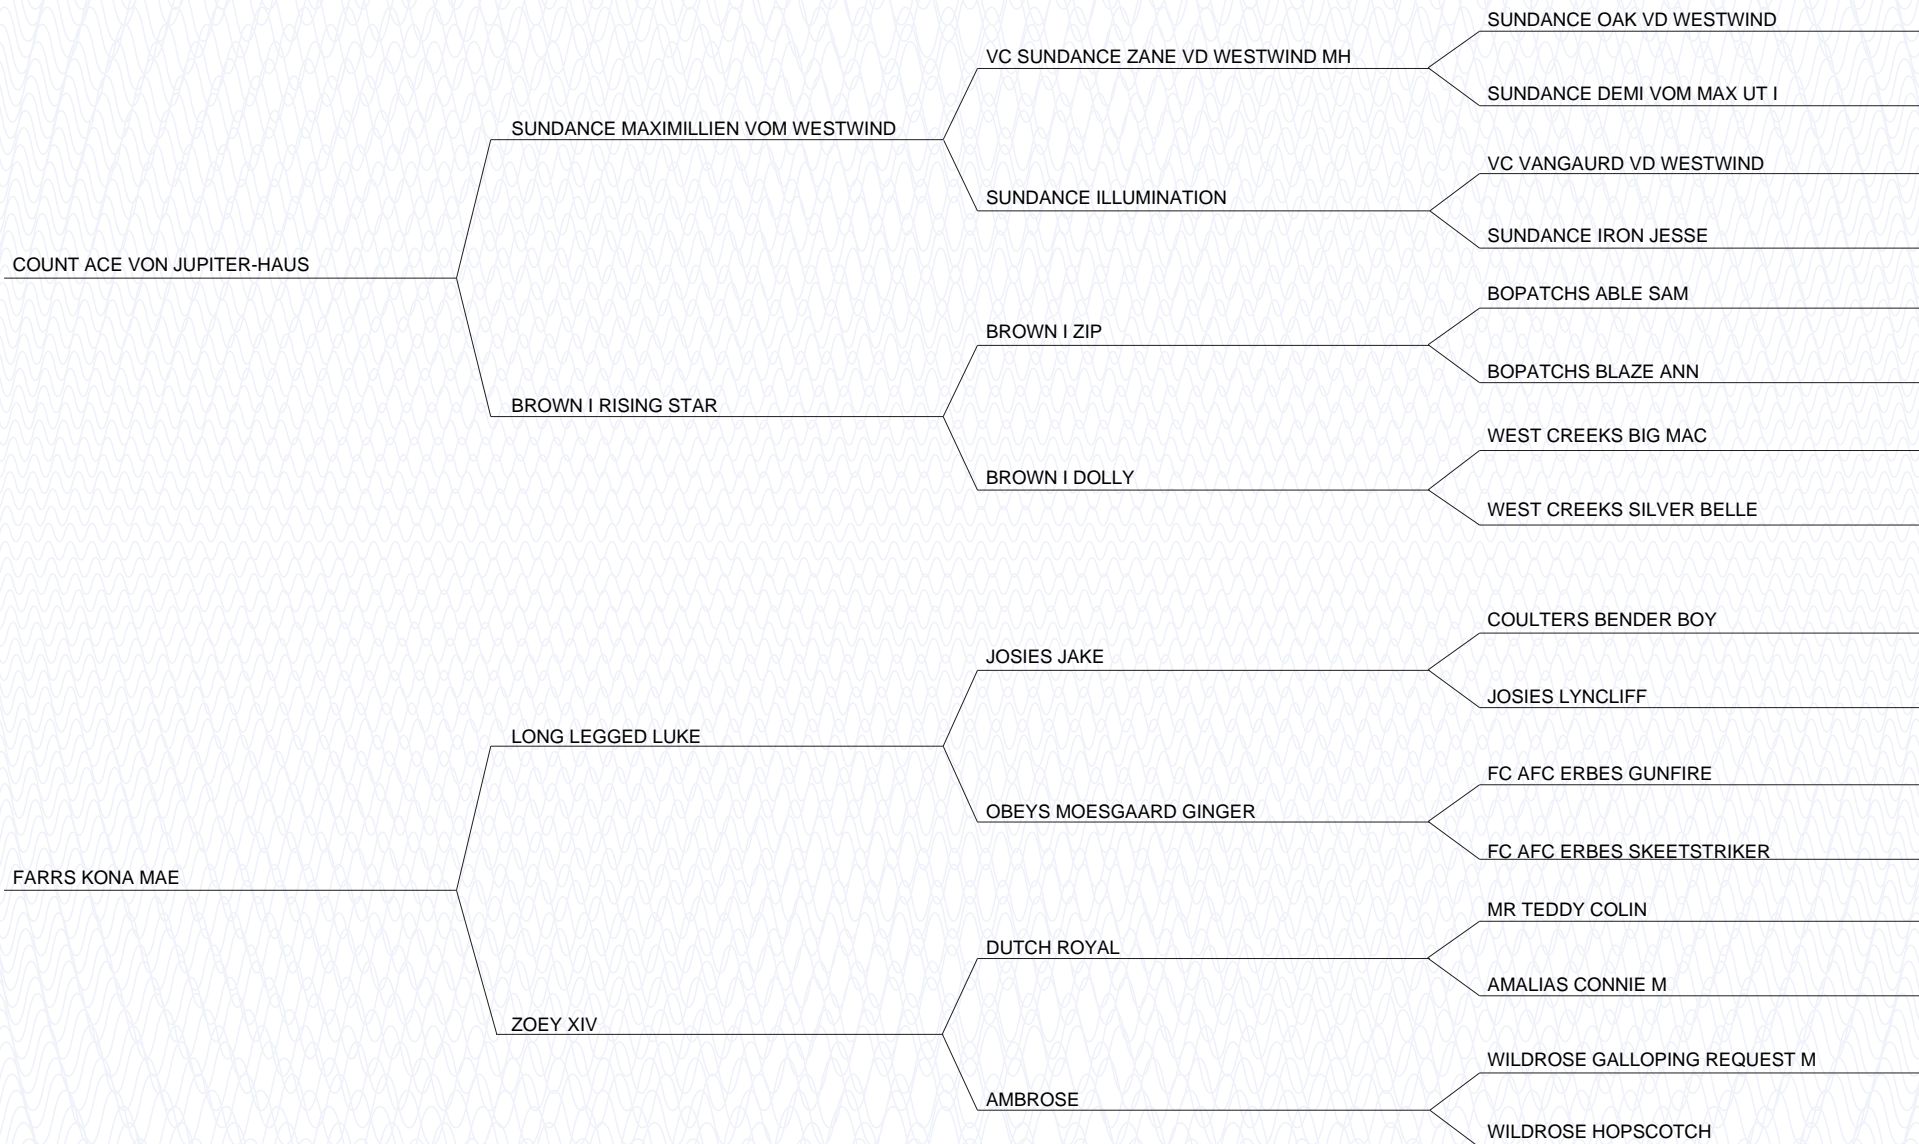 SUNDANCE OAK VD WESTWIND
VC SUNDANCE ZANE VD WESTWIND MH
SUNDANCE DEMI VOM MAX UT I
SUNDANCE MAXIMILLIEN VOM WESTWIND
VC VANGAURD VD WESTWIND
SUNDANCE ILLUMINATION
SUNDANCE IRON JESSE
COUNT ACE VON JUPITER-HAUS
BOPATCHS ABLE SAM
BROWN I ZIP
BOPATCHS BLAZE ANN
BROWN I RISING STAR
WEST CREEKS BIG MAC
BROWN I DOLLY
WEST CREEKS SILVER BELLE
COULTERS BENDER BOY
JOSIES JAKE
JOSIES LYNCLIFF
LONG LEGGED LUKE
FC AFC ERBES GUNFIRE
OBEYS MOESGAARD GINGER
FC AFC ERBES SKEETSTRIKER
FARRS KONA MAE
MR TEDDY COLIN
DUTCH ROYAL
AMALIAS CONNIE M
ZOEY XIV
WILDROSE GALLOPING REQUEST M
AMBROSE
WILDROSE HOPSCOTCH